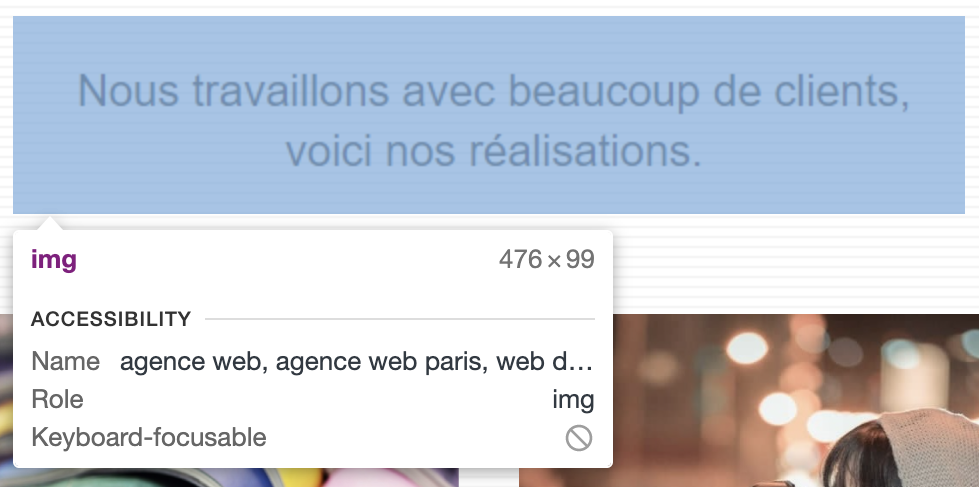 Nous travaillons avec beaucoup de clients,
voici nos réalisations.
img 476 × 99
ACCESSIBILITY
Name agence web, agence web paris, web d...
Role img
Keyboard-focusable